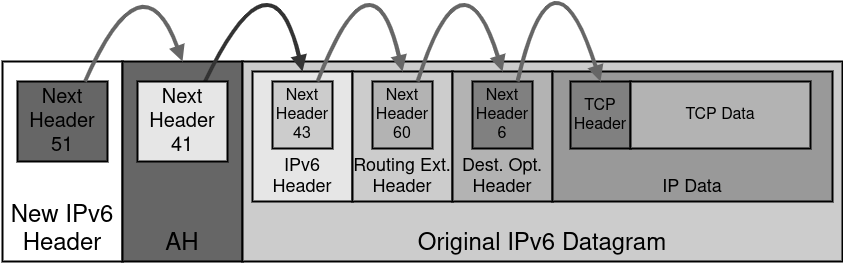 Next
Header
51
New IPv6
Header
Next
Header
41
AH
Next
Header
43
IPv6
Header
Next
Header
60
Routing Ext.
Header
Next
Header
6
Dest. Opt.
Header
TCP
Header
TCP Data
IP Data
Original IPv6 Datagram